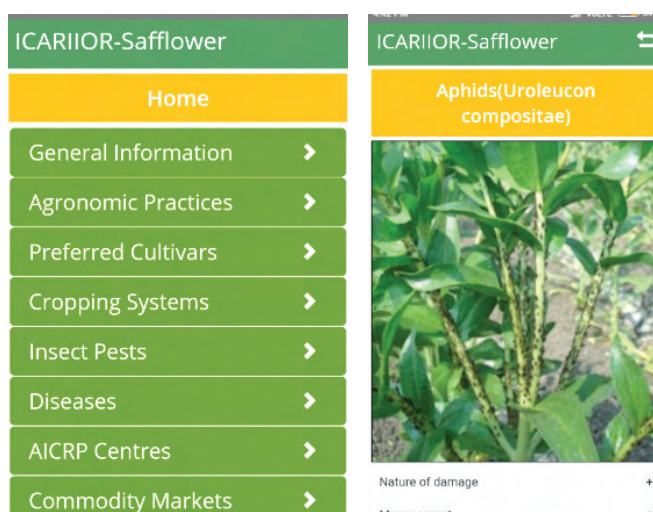 ICARIIOR-Safflower
Home
General Information
Agronomic Practices
Preferred Cultivars
Cropping Systems
Insect Pests
Diseases
AICRP Centres
Commodity Markets
ICARIIOR-Safflower
Aphids(Uroleucon
compositae)
Nature of damage +